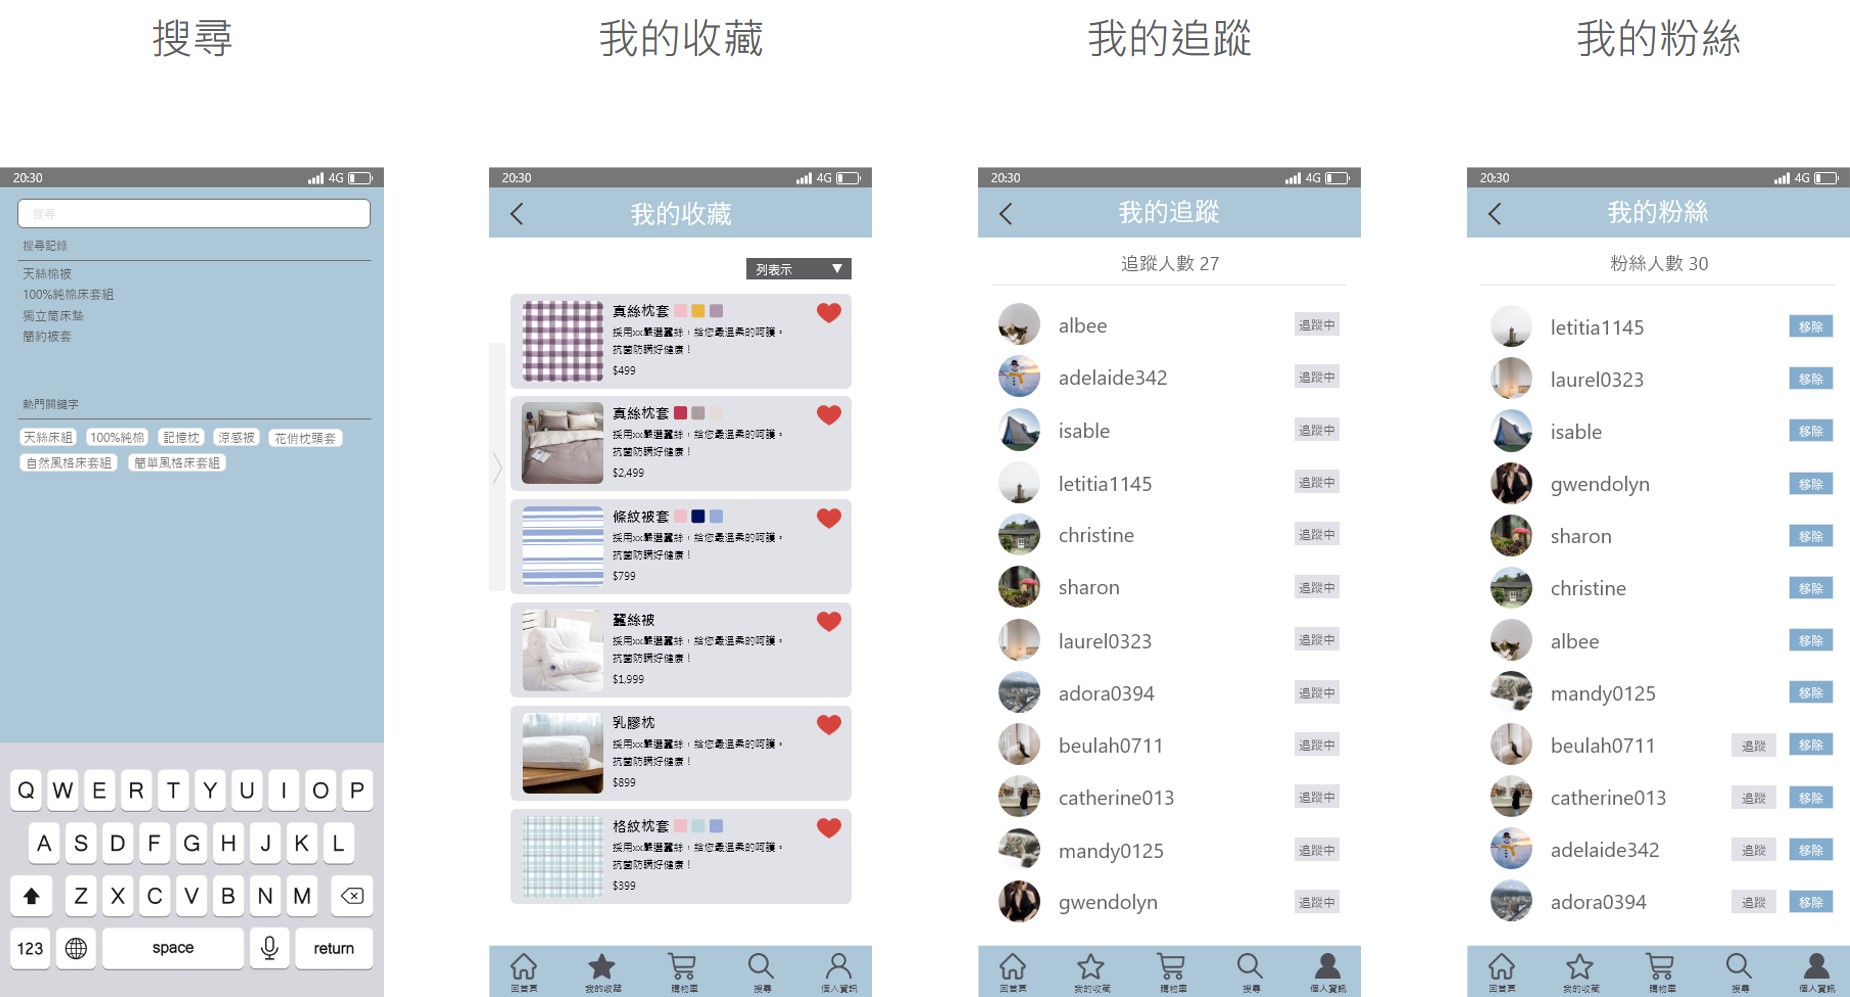 搜尋
我的收藏
我的追蹤
我的粉絲
20:30 4G
搜尋
搜尋記錄
天絲棉被
100%純棉床套組
獨立筒床墊
簡約被套
熱門關鍵字
天絲床組 100%純棉 記憶枕 涼感被 花俏枕頭套
自然風格床套組 簡單風格床套組
Q W E R T Y U I O P
A S D F G H J K L
Z X C V B N M
123 space return
20:30 4G
我的收藏
列表示
真絲枕套
採用xx嚴選蠶絲，給您最溫柔的呵護。
抗菌防螨好健康！
$499
真絲枕套
採用xx嚴選蠶絲，給您最溫柔的呵護。
抗菌防螨好健康！
$2,499
條紋被套
採用xx嚴選蠶絲，給您最溫柔的呵護。
抗菌防螨好健康！
$799
蠶絲被
採用xx嚴選蠶絲，給您最溫柔的呵護。
抗菌防螨好健康！
$1,999
乳膠枕
採用xx嚴選蠶絲，給您最溫柔的呵護。
抗菌防螨好健康！
$899
格紋枕套
採用xx嚴選蠶絲，給您最溫柔的呵護。
抗菌防螨好健康！
$399
回首頁 我的收藏 購物車 搜尋 個人資訊
20:30 4G
我的追蹤
追蹤人數 27
albee 追蹤中
adelaide342 追蹤中
isable 追蹤中
letitia1145 追蹤中
christine 追蹤中
sharon 追蹤中
laurel0323 追蹤中
adora0394 追蹤中
beulah0711 追蹤中
catherine013 追蹤中
mandy0125 追蹤中
gwendolyn 追蹤中
回首頁 我的收藏 購物車 搜尋 個人資訊
20:30 4G
我的粉絲
粉絲人數 30
letitia1145 移除
laurel0323 移除
isable 移除
gwendolyn 移除
sharon 移除
christine 移除
albee 移除
mandy0125 移除
beulah0711 追蹤 移除
catherine013 追蹤 移除
adelaide342 追蹤 移除
adora0394 追蹤 移除
回首頁 我的收藏 購物車 搜尋 個人資訊